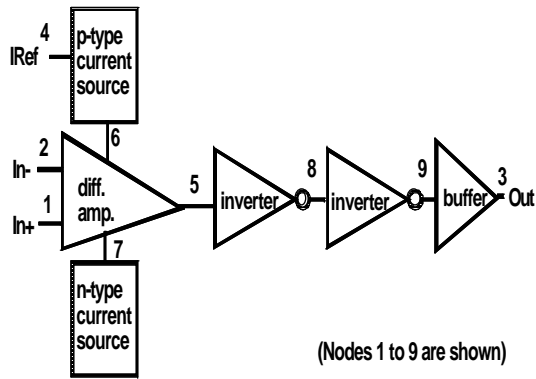 4
IRef
p-type
current
source
6
2
In-
1
In+
diff.
amp.
5
inverter
8
inverter
9
buffer
3
Out
7
n-type
current
source
(Nodes 1 to 9 are shown)